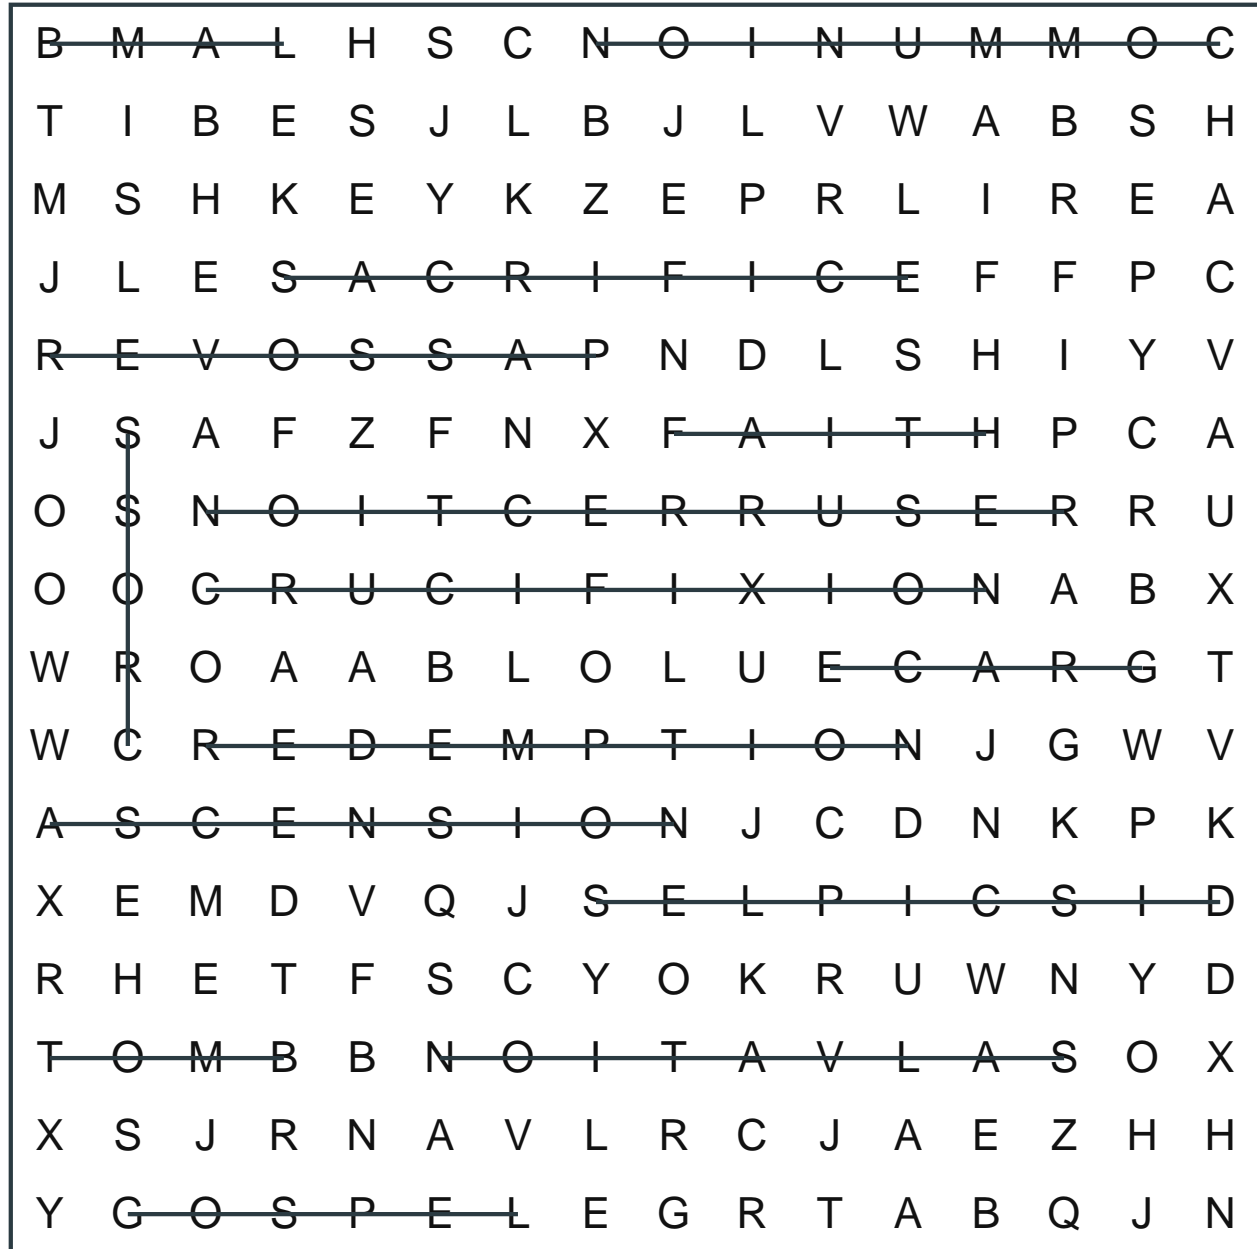 B M A L H S C N O I N U M M O C
T I B E S J L B J L V W A B S H
M S H K E Y K Z E P R L I R E A
J L E S A C R I F I C E F F P C
R E V O S S A P N D L S H I Y V
J S A F Z F N X F A I T H P C A
O S N O I T C E R R U S E R R U
O O C R U C I F I X I O N A B X
W R O A A B L O L U E C A R G T
W C R E D E M P T I O N J G W V
A S C E N S I O N J C D N K P K
X E M D V Q J S E L P I C S I D
R H E T F S C Y O K R U W N Y D
T O M B B N O I T A V L A S O X
X S J R N A V L R C J A E Z H H
Y G O S P E L E G R T A B Q J N